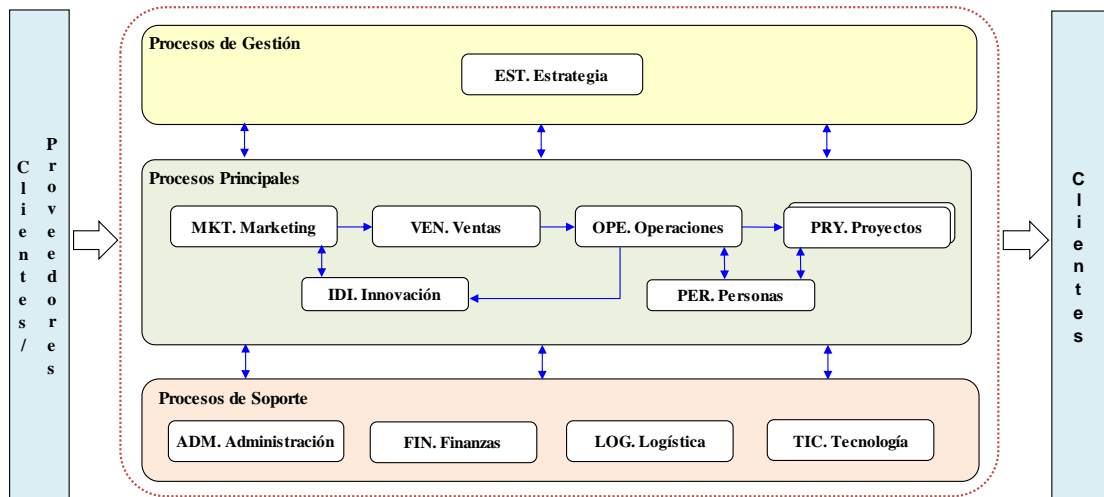 Clientes/
Proveedores
Procesos de Gestión
EST. Estrategia
Procesos Principales
MKT. Marketing
VEN. Ventas
OPE. Operaciones
PRY. Proyectos
IDI. Innovación
PER. Personas
Procesos de Soporte
ADM. Administración
FIN. Finanzas
LOG. Logística
TIC. Tecnología
Clientes